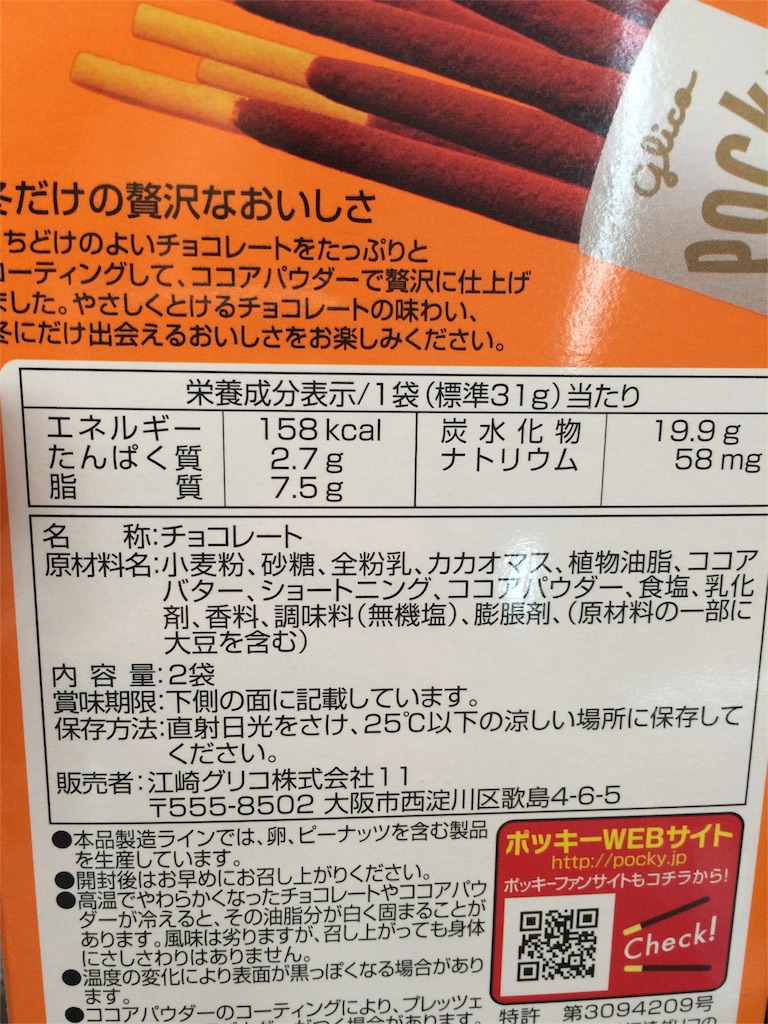 glico
冬だけの贅沢なおいしさ
ちどけのよいチョコレートをたっぷりと
コーティングして、ココアパウダーで贅沢に仕上げ
ました。やさしくとけるチョコレートの味わい、
冬にだけ出会えるおいしさをお楽しみください。
栄養成分表示/1袋(標準31g)当たり
エネルギー 158kcal 炭水化物 19.9g
たんぱく質 2.7g ナトリウム 58mg
脂質 7.5g
名称:チョコレート
原材料名:小麦粉、砂糖、全粉乳、カカオマス、植物油脂、ココア
バター、ショートニング、ココアパウダー、食塩、乳化
剤、香料、調味料(無機塩)、膨脹剤、(原材料の一部に
大豆を含む)
内容量:2袋
賞味期限:下側の面に記載しています。
保存方法:直射日光をさけ、25℃以下の涼しい場所に保存して
ください。
販売者:江崎グリコ株式会社11
〒555-8502 大阪市西淀川区歌島4-6-5
●本品製造ラインでは、卵、ピーナッツを含む製品
を生産しています。
●開封後はお早めにお召し上がりください。
●高温でやわらかくなったチョコレートやココアパウ
ダーが冷えると、その油脂分が白く固まることが
あります。風味は劣りますが、召し上がっても身体
にさしさわりはありません。
●温度の変化により表面が黒っぽくなる場合があり
ます。
●ココアパウダーのコーティングにより、プレッツェ
ポッキーWEBサイト
http://pocky.jp
ポッキーファンサイトもコチラから!
Check!
特許 第3094209号